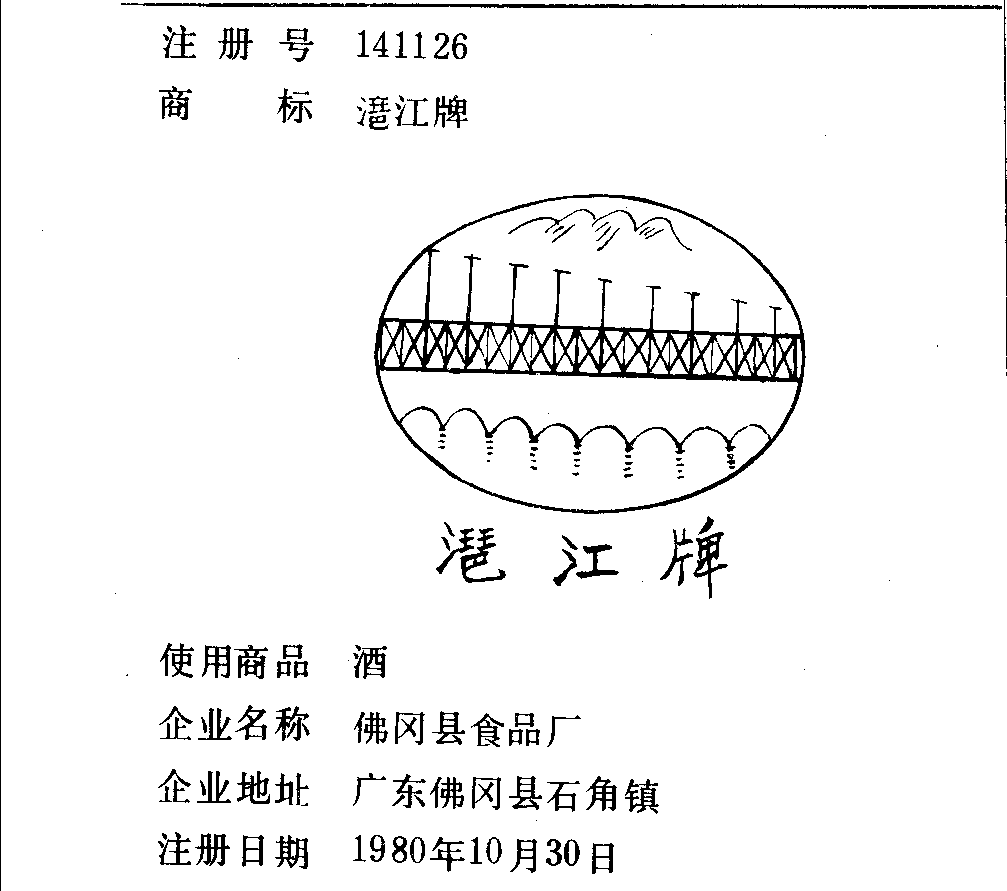 注册号 141126
商标 潖江牌
潖江牌
使用商品 酒
企业名称 佛冈县食品厂
企业地址 广东佛冈县石角镇
注册日期 1980年10月30日